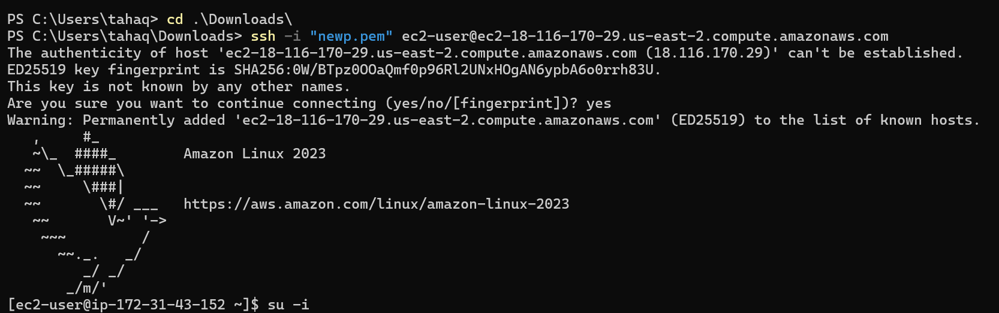 PS C:\Users\tahaq> cd .\Downloads\
PS C:\Users\tahaq\Downloads> ssh -i "newp.pem" ec2-user@ec2-18-116-170-29.us-east-2.compute.amazonaws.com
The authenticity of host 'ec2-18-116-170-29.us-east-2.compute.amazonaws.com (18.116.170.29)' can't be established.
ED25519 key fingerprint is SHA256:0W/BTpz0OOaQmf0p96Rl2UNxHOgAN6ypbA6o0rrh83U.
This key is not known by any other names.
Are you sure you want to continue connecting (yes/no/[fingerprint])? yes
Warning: Permanently added 'ec2-18-116-170-29.us-east-2.compute.amazonaws.com' (ED25519) to the list of known hosts.
   ,     #_
   ~\_  ####_        Amazon Linux 2023
  ~~  \_#####\
  ~~     \###|
  ~~       \#/ ___   https://aws.amazon.com/linux/amazon-linux-2023
   ~~       V~' '->
    ~~~         /
      ~~._.   _/
         _/ _/
       _/m/'
[ec2-user@ip-172-31-43-152 ~]$ su -i